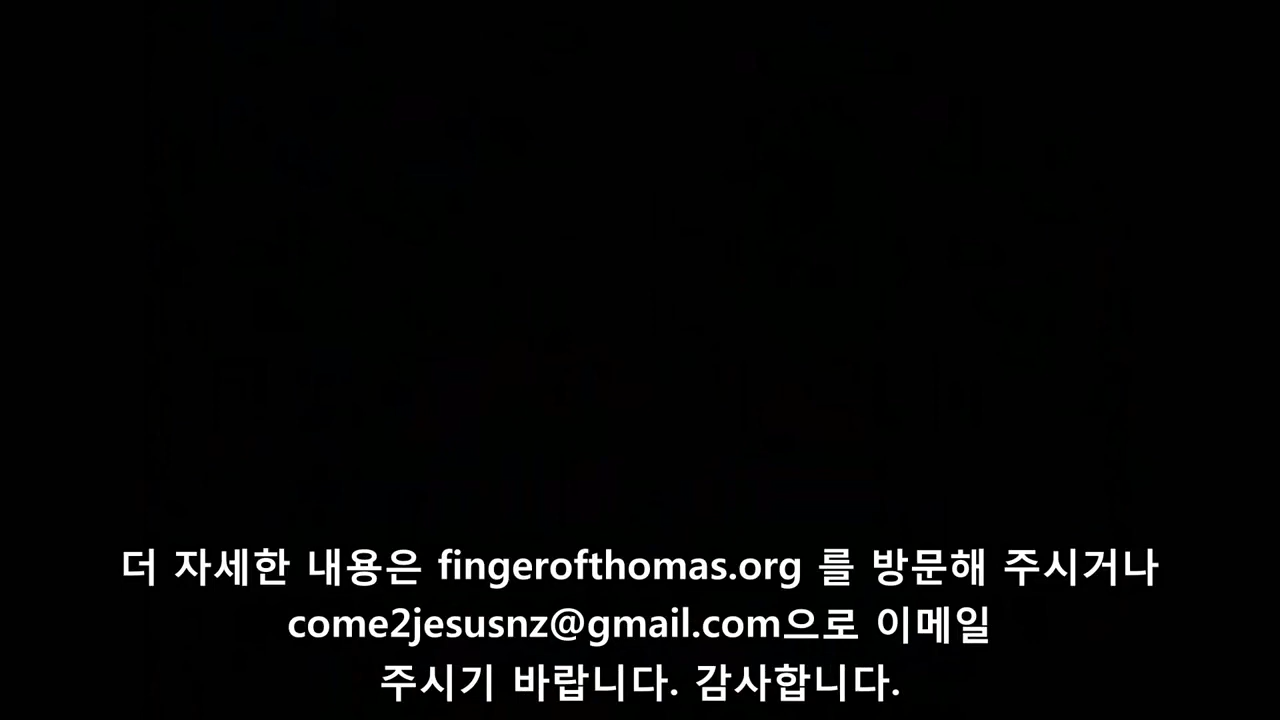 더 자세한 내용은 fingerofthomas.org 를 방문해 주시거나
come2jesusnz@gmail.com으로 이메일
주시기 바랍니다. 감사합니다.